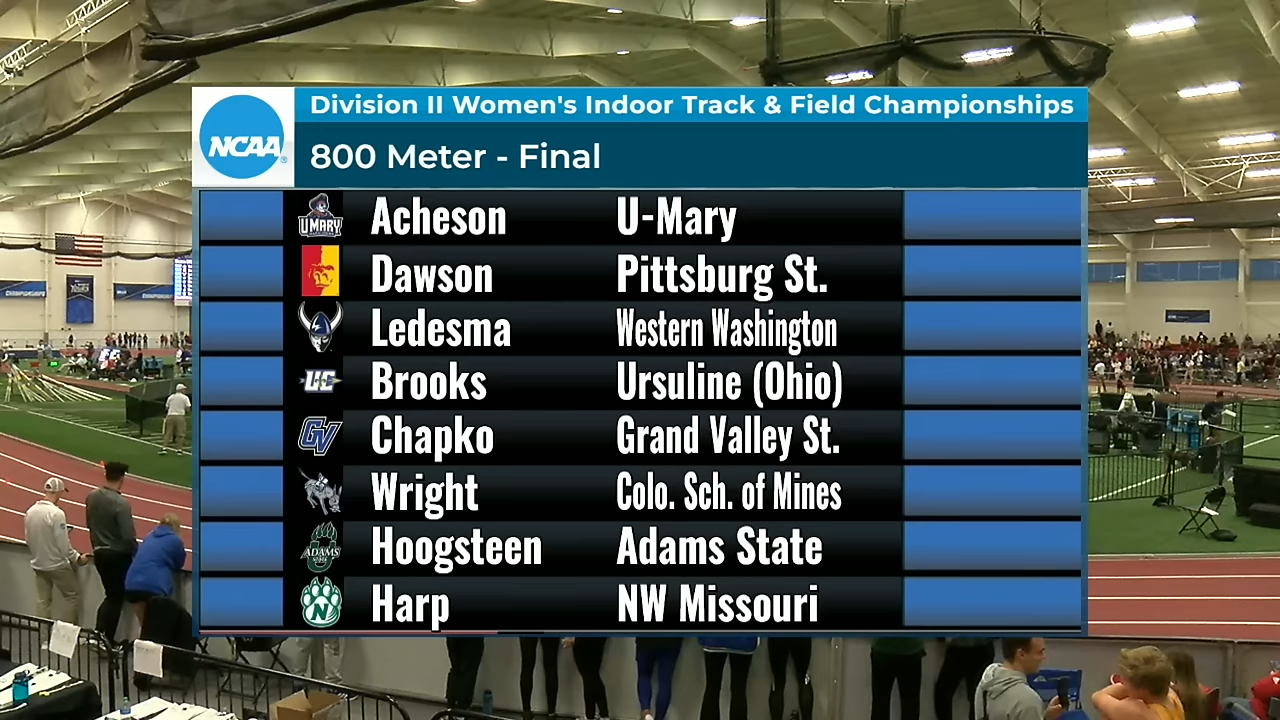 Division II Women's Indoor Track & Field Championships
NCAA
800 Meter - Final
UMARY Acheson U-Mary
Dawson Pittsburg St.
Ledesma Western Washington
UC Brooks Ursuline (Ohio)
GV Chapko Grand Valley St.
Wright Colo. Sch. of Mines
ADAMS Hoogsteen Adams State
N Harp NW Missouri